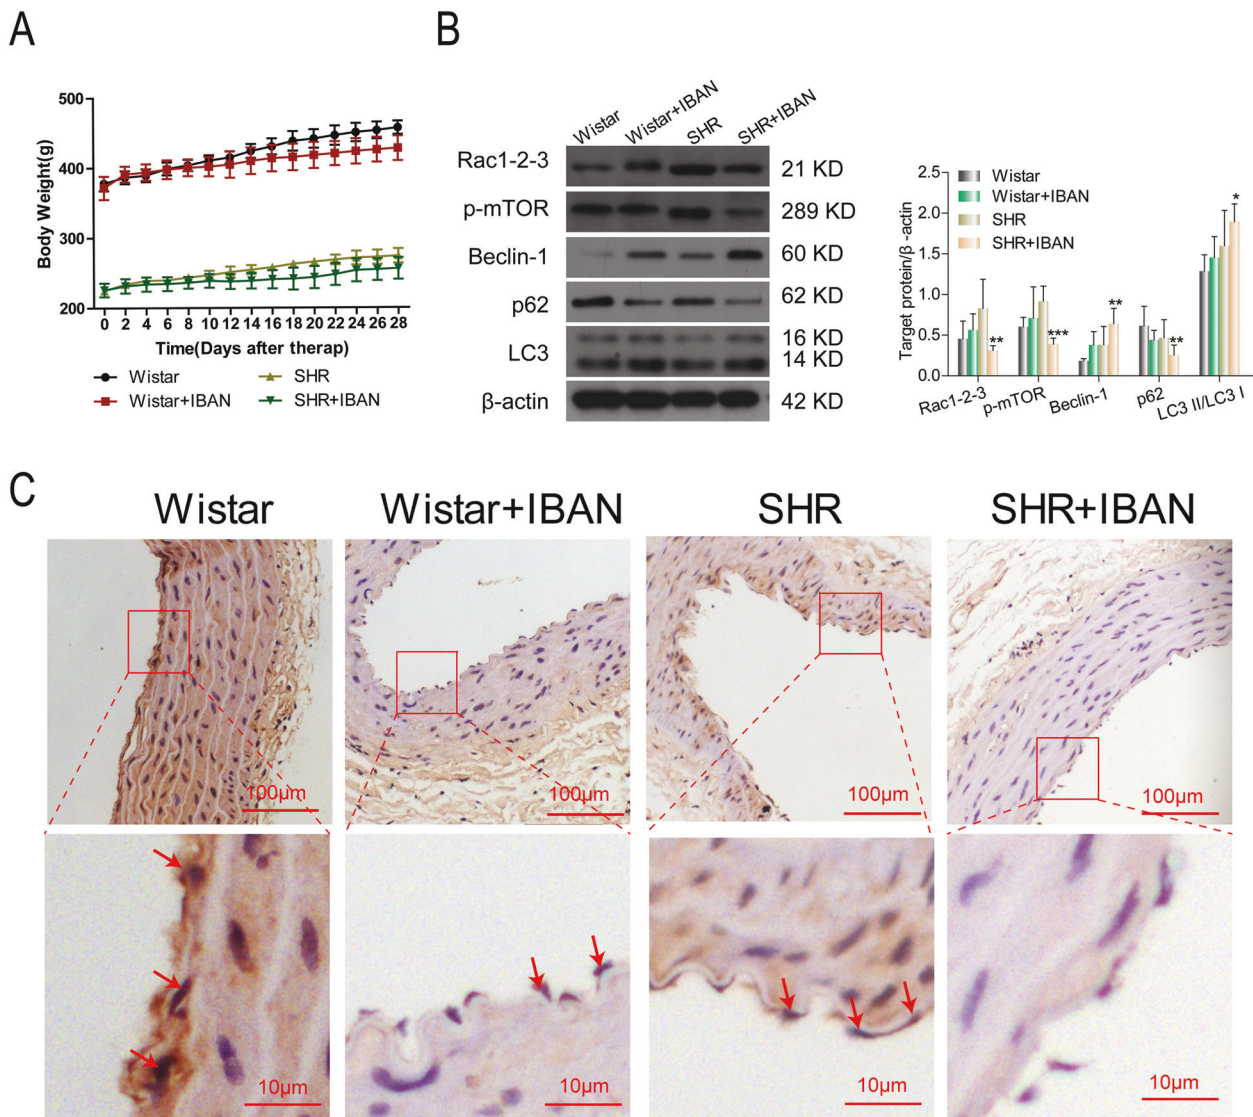 A
500
400
300
200
Body Weight(g)
0 2 4 6 8 10 12 14 16 18 20 22 24 26 28
Time(Days after therap)
Wistar
SHR
Wistar+IBAN
SHR+IBAN
B
Wistar
Wistar+IBAN
SHR
SHR+IBAN
Rac1-2-3
21 KD
p-mTOR
289 KD
Beclin-1
60 KD
p62
62 KD
LC3
16 KD
14 KD
β-actin
42 KD
Target protein/β -actin
2.5
2.0
1.5
1.0
0.5
0.0
Wistar
Wistar+IBAN
SHR
SHR+IBAN
**
***
**
**
*
Rac1-2-3
p-mTOR
Beclin-1
p62
LC3 II/LC3 I
C
Wistar
Wistar+IBAN
SHR
SHR+IBAN
100μm
100μm
100μm
100μm
10μm
10μm
10μm
10μm